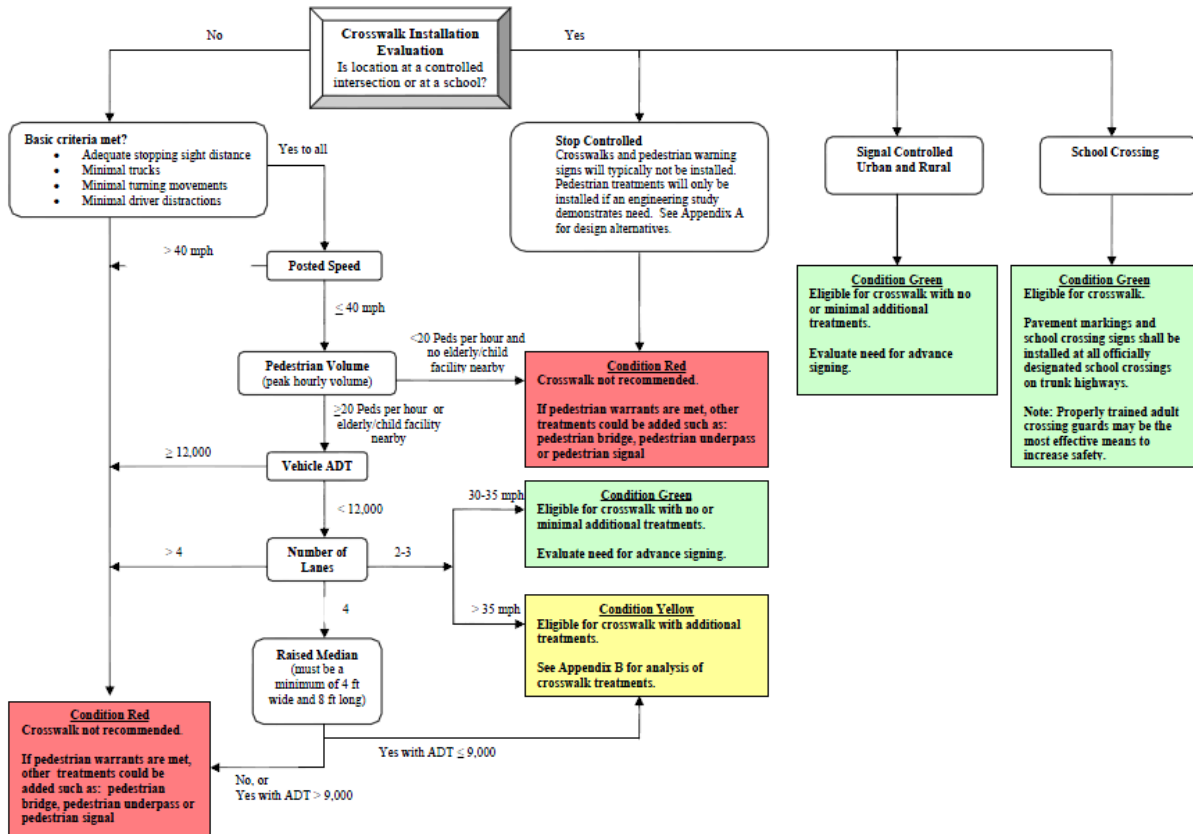 No
Crosswalk Installation
Evaluation
Is location at a controlled
intersection or at a school?
Yes
Basic criteria met?
• Adequate stopping sight distance
• Minimal trucks
• Minimal turning movements
• Minimal driver distractions
Yes to all
Stop Controlled
Crosswalks and pedestrian warning
signs will typically not be installed.
Pedestrian treatments will only be
installed if an engineering study
demonstrates need. See Appendix A
for design alternatives.
Signal Controlled
Urban and Rural
School Crossing
> 40 mph
Posted Speed
≤ 40 mph
<20 Peds per hour and
no elderly/child
facility nearby
Pedestrian Volume
(peak hourly volume)
≥20 Peds per hour or
elderly/child facility
nearby
Condition Red
Crosswalk not recommended.
If pedestrian warrants are met, other
treatments could be added such as:
pedestrian bridge, pedestrian underpass
or pedestrian signal
Condition Green
Eligible for crosswalk with no
or minimal additional
treatments.
Evaluate need for advance
signing.
Condition Green
Eligible for crosswalk.
Pavement markings and
school crossing signs shall be
installed at all officially
designated school crossings
on trunk highways.
Note: Properly trained adult
crossing guards may be the
most effective means to
increase safety.
≥ 12,000
Vehicle ADT
< 12,000
> 4
Number of
Lanes
2-3
30-35 mph
Condition Green
Eligible for crosswalk with no or
minimal additional treatments.
Evaluate need for advance signing.
4
> 35 mph
Condition Yellow
Eligible for crosswalk with additional
treatments.
See Appendix B for analysis of
crosswalk treatments.
Raised Median
(must be a
minimum of 4 ft
wide and 8 ft long)
Yes with ADT ≤ 9,000
No, or
Yes with ADT > 9,000
Condition Red
Crosswalk not recommended.
If pedestrian warrants are met,
other treatments could be
added such as: pedestrian
bridge, pedestrian underpass or
pedestrian signal